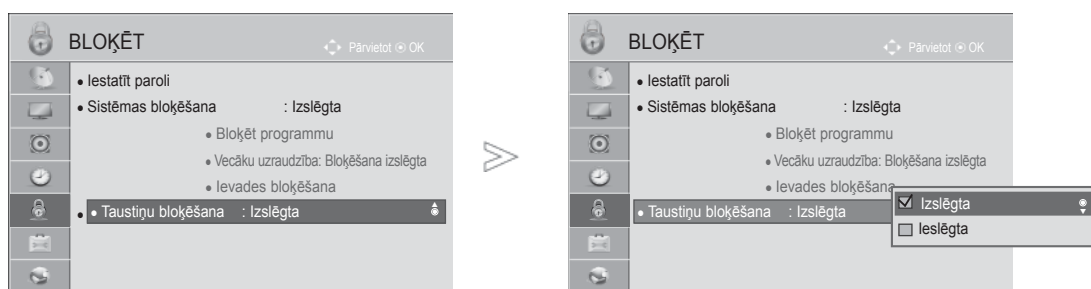 BLOĶĒT
Pārvietot ⦿ OK
• Iestatīt paroli
• Sistēmas bloķēšana : Izslēgta
• Bloķēt programmu
• Vecāku uzraudzība: Bloķēšana izslēgta
• Ievades bloķēšana
• • Taustiņu bloķēšana : Izslēgta
BLOĶĒT
Pārvietot ⦿ OK
• Iestatīt paroli
• Sistēmas bloķēšana : Izslēgta
• Bloķēt programmu
• Vecāku uzraudzība: Bloķēšana izslēgta
• Ievades bloķēšana
• Taustiņu bloķēšana : Izslēgta
Izslēgta
Ieslēgta